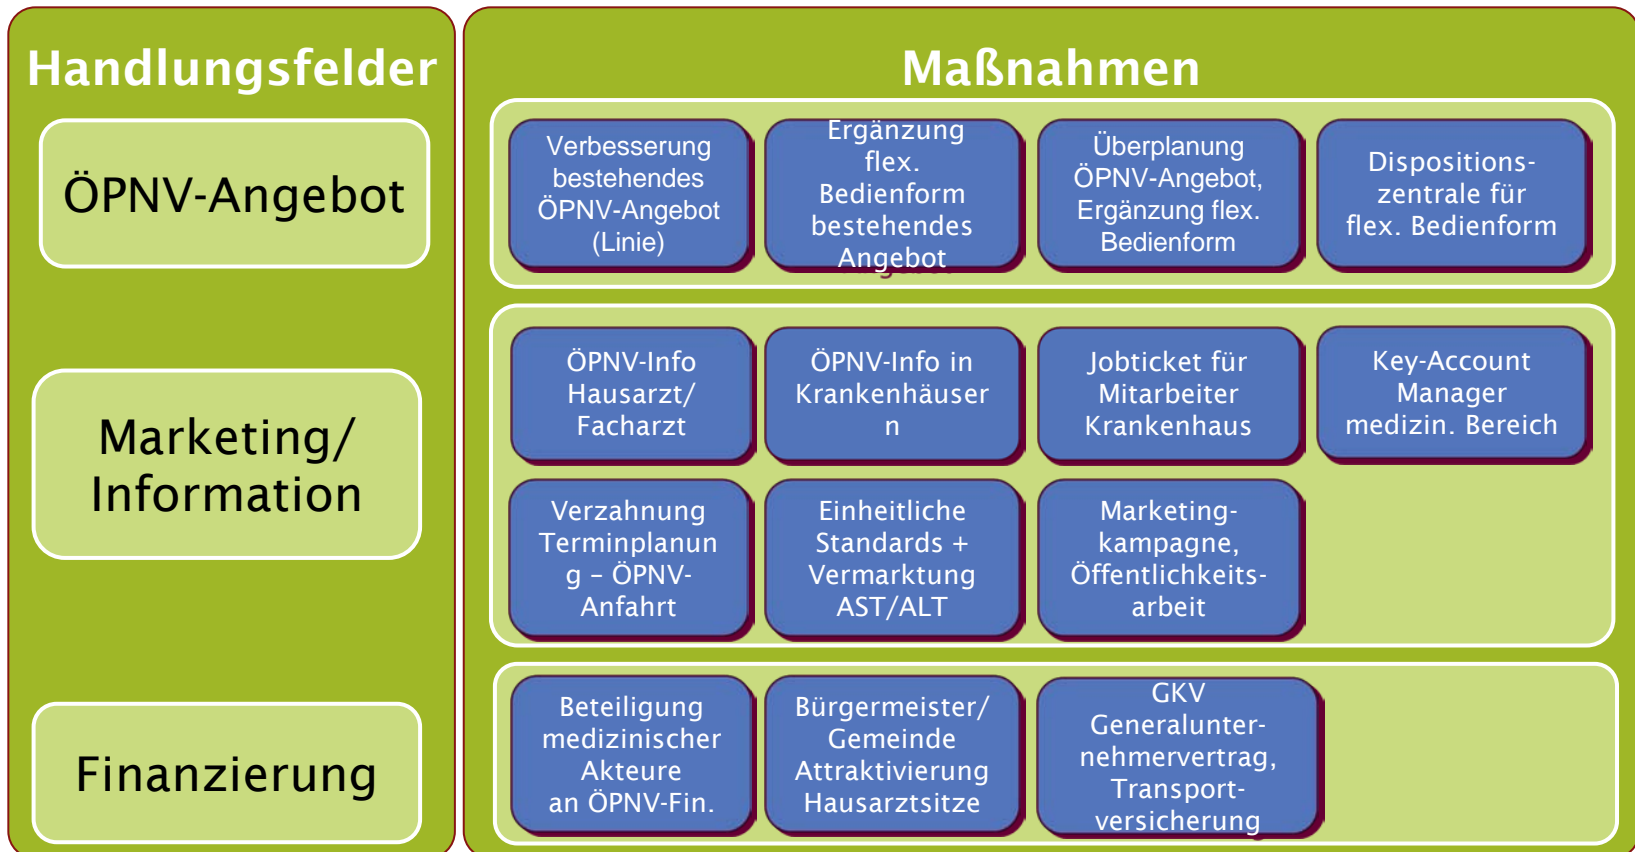 Handlungsfelder
Maßnahmen
ÖPNV-Angebot
Verbesserung
bestehendes
ÖPNV-Angebot
(Linie)
Ergänzung
flex.
Bedienform
bestehendes
Angebot
Überplanung
ÖPNV-Angebot,
Ergänzung flex.
Bedienform
Dispositions-
zentrale für
flex. Bedienform
Marketing/
Information
ÖPNV-Info
Hausarzt/
Facharzt
ÖPNV-Info in
Krankenhäuser
n
Jobticket für
Mitarbeiter
Krankenhaus
Key-Account
Manager
medizin. Bereich
Verzahnung
Terminplanun
g – ÖPNV-
Anfahrt
Einheitliche
Standards +
Vermarktung
AST/ALT
Marketing-
kampagne,
Öffentlichkeits-
arbeit
Finanzierung
Beteiligung
medizinischer
Akteure
an ÖPNV-Fin.
Bürgermeister/
Gemeinde
Attraktivierung
Hausarztsitze
GKV
Generalunter-
nehmervertrag,
Transport-
versicherung